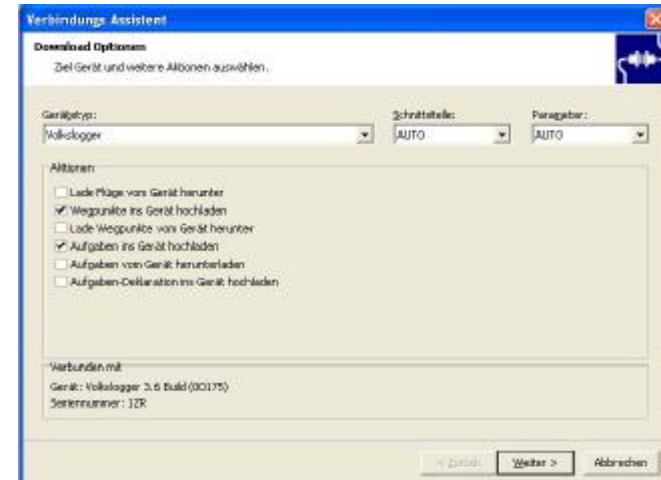 Verbindungs Assistent
Download Optionen
Ziel Gerät und weitere Aktionen auswählen.
Gerätetyp: Schnittstelle: Parameter:
Volkslogger AUTO AUTO
Aktionen
Lade Flüge vom Gerät herunter
Wegpunkte ins Gerät hochladen
Lade Wegpunkte vom Gerät herunter
Aufgaben ins Gerät hochladen
Aufgaben vom Gerät herunterladen
Aufgaben-Deklaration ins Gerät hochladen
Verbunden mit
Gerät: Volkslogger 3.6 Build (00175)
Seriennummer: 1ZR
< Zurück Weiter > Abbrechen